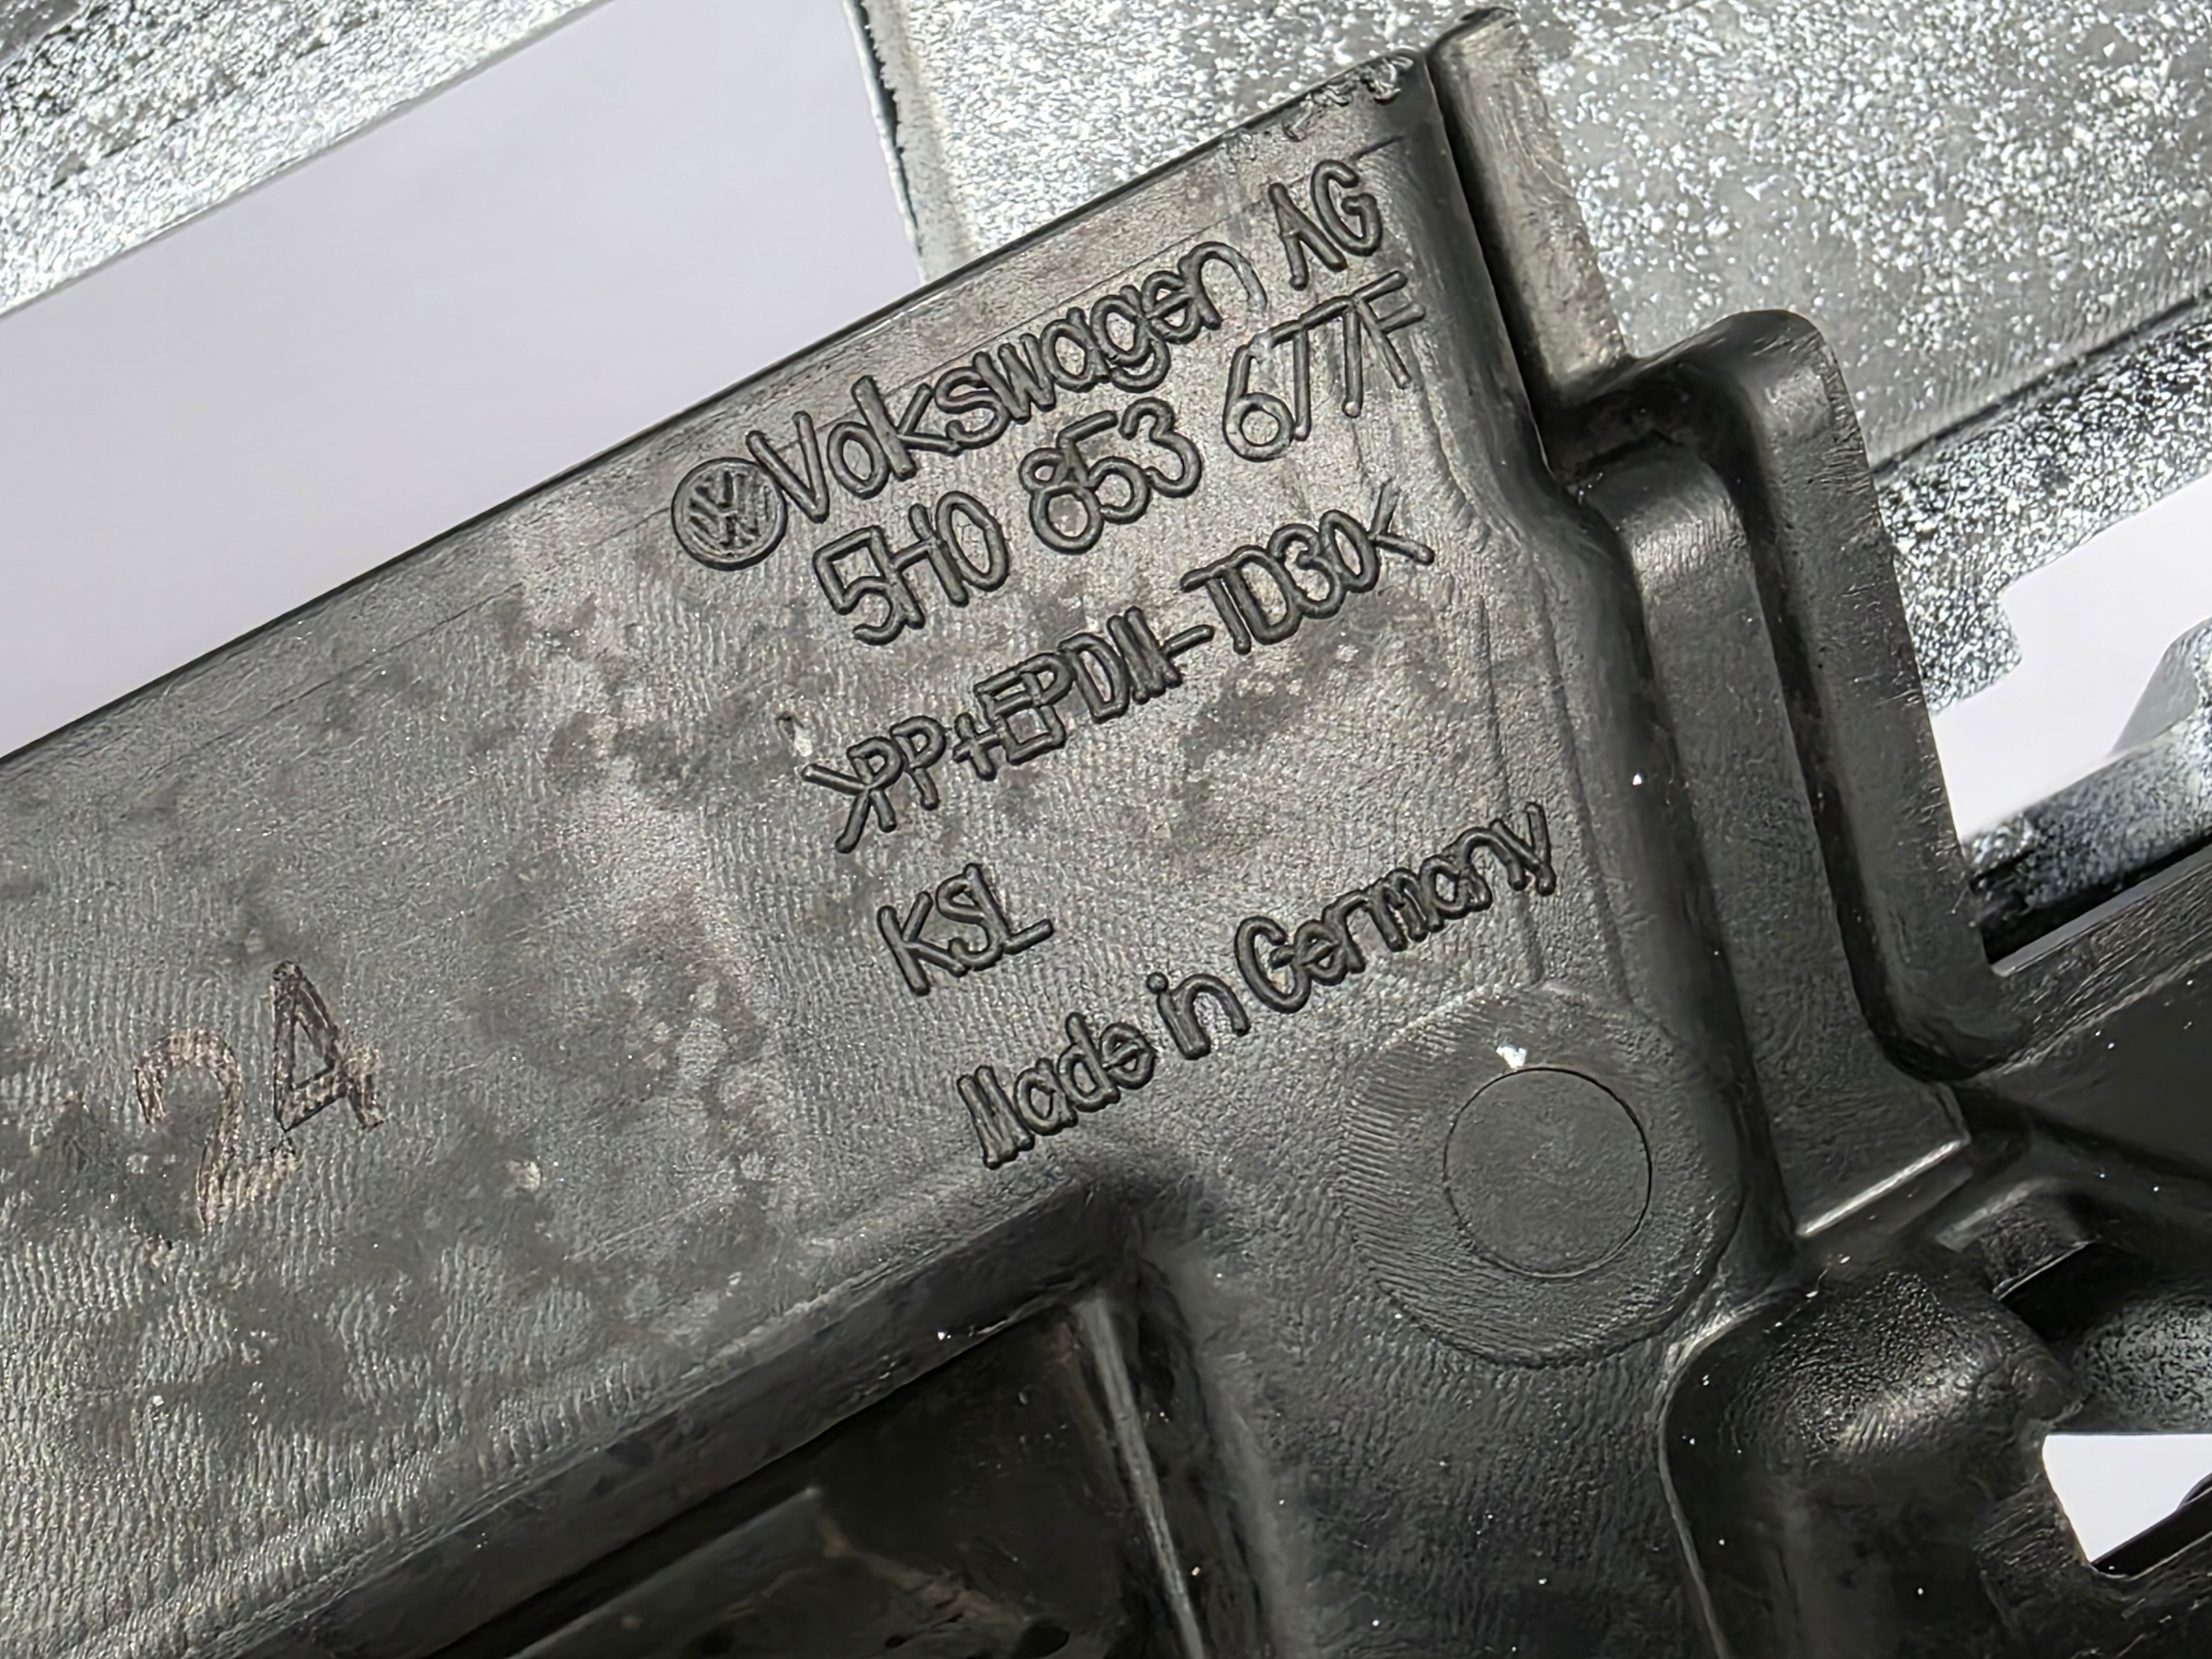 Volkswagen AG
5H0 853 677F
>PP+EPDM-TD30<
KSL
Made in Germany
24